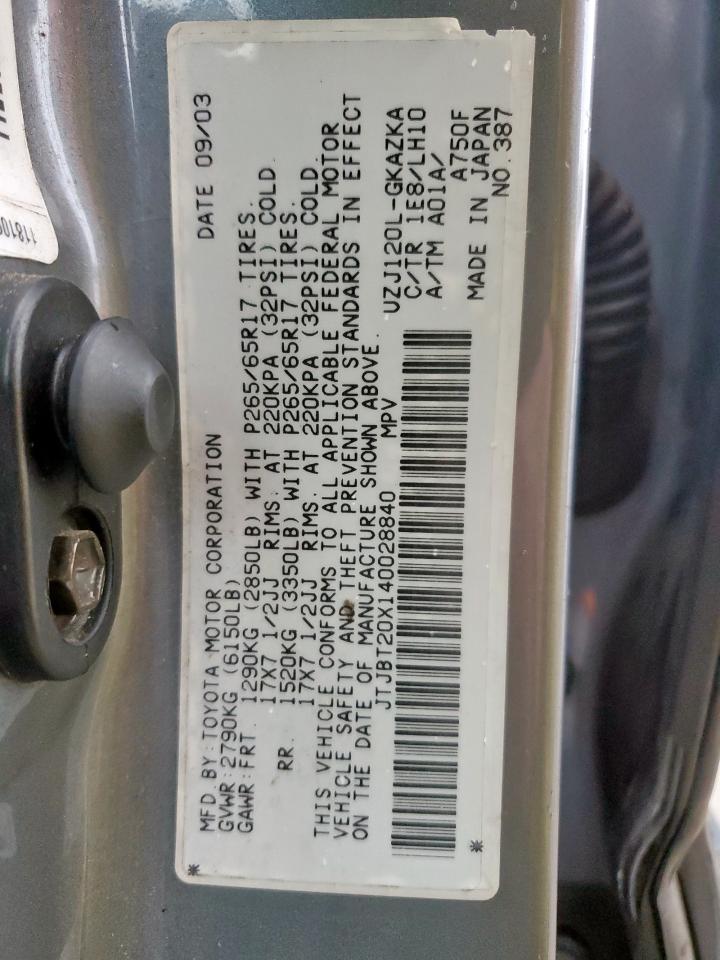 MFD. BY: TOYOTA MOTOR CORPORATION DATE 09/03
GVWR: 2790KG (6150LB)
GAWR: FRT. 1290KG (2850LB) WITH P265/65R17 TIRES.
17X7 1/2JJ RIMS. AT 220KPA (32PSI) COLD.
RR. 1520KG (3350LB) WITH P265/65R17 TIRES.
17X7 1/2JJ RIMS. AT 220KPA (32PSI) COLD.
THIS VEHICLE CONFORMS TO ALL APPLICABLE FEDERAL MOTOR
VEHICLE SAFETY AND THEFT PREVENTION STANDARDS IN EFFECT
ON THE DATE OF MANUFACTURE SHOWN ABOVE.
JTJBT20X140028840 MPV
UZJ120L-GKAZKA
C/TR 1E8/LH10
A/TM A01A/
A750F
MADE IN JAPAN
NO.387